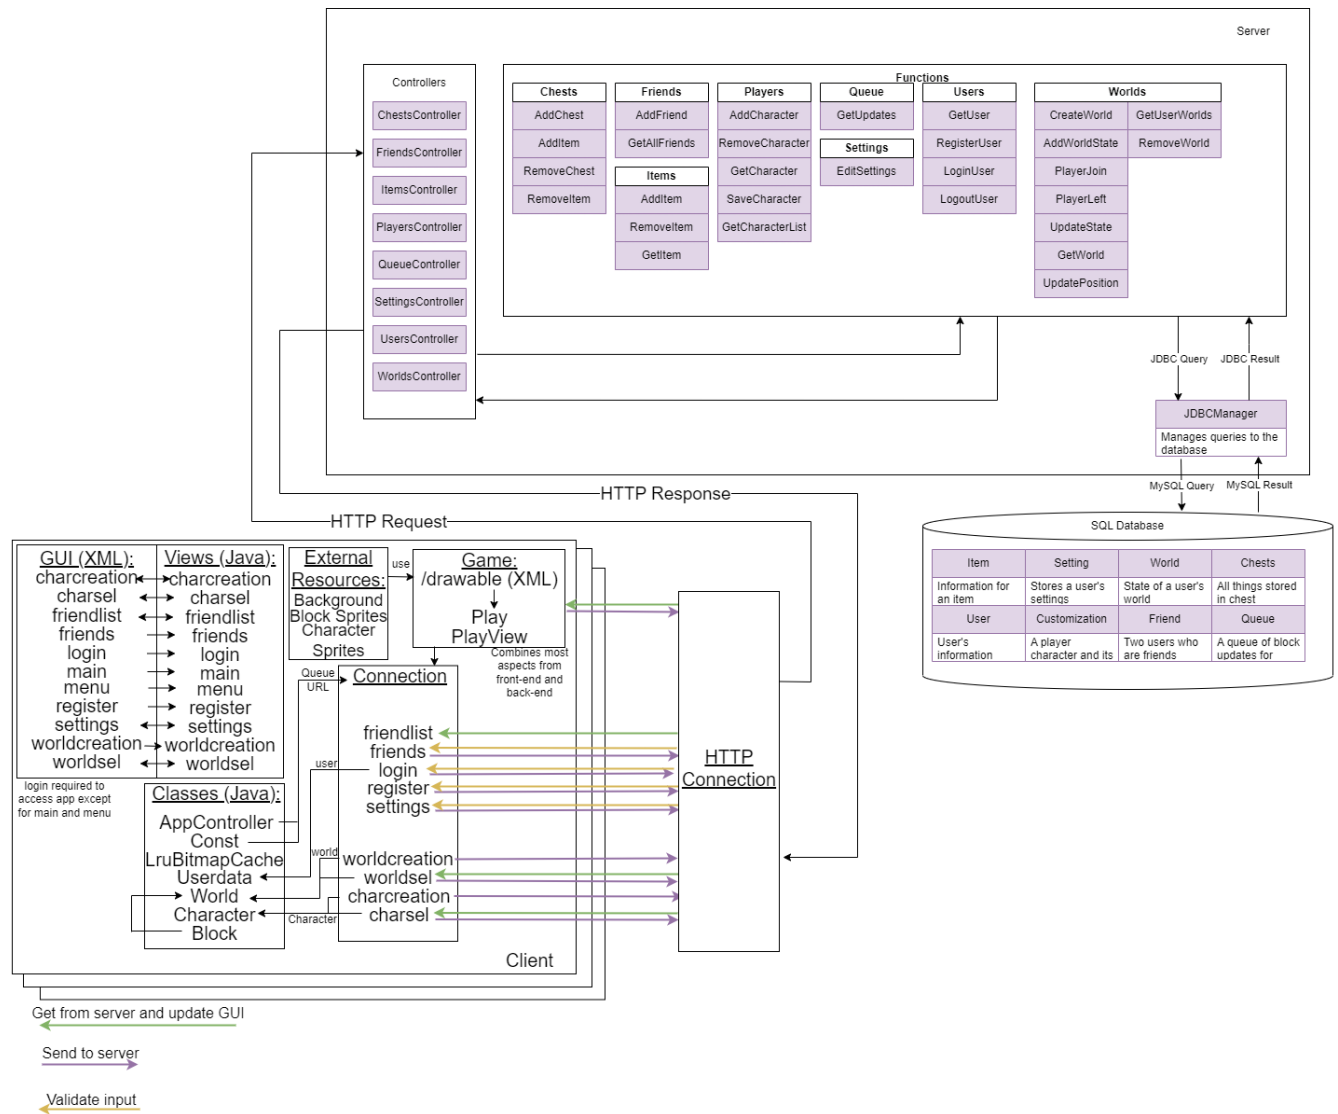 Server
Controllers
ChestsController
FriendsController
ItemsController
PlayersController
QueueController
SettingsController
UsersController
WorldsController
Functions
Chests
AddChest
AddItem
RemoveChest
RemoveItem
Friends
AddFriend
GetAllFriends
Items
AddItem
RemoveItem
GetItem
Players
AddCharacter
RemoveCharacter
GetCharacter
SaveCharacter
GetCharacterList
Queue
GetUpdates
Settings
EditSettings
Users
GetUser
RegisterUser
LoginUser
LogoutUser
Worlds
CreateWorld
AddWorldState
PlayerJoin
PlayerLeft
UpdateState
GetWorld
UpdatePosition
GetUserWorlds
RemoveWorld
JDBC Query
JDBC Result
JDBCManager
Manages queries to the
database
MySQL Query
MySQL Result
HTTP Response
HTTP Request
SQL Database
Item
Information for
an item
Setting
Stores a user's
settings
World
State of a user's
world
Chests
All things stored
in chest
User
User's
information
Customization
A player
character and its
Friend
Two users who
are friends
Queue
A queue of block
updates for
GUI (XML):
charcreation
charsel
friendlist
friends
login
main
menu
register
settings
worldcreation
worldsel
Views (Java):
charcreation
charsel
friendlist
friends
login
main
menu
register
settings
worldcreation
worldsel
login required to
access app except
for main and menu
External
Resources:
Background
Block Sprites
Character
Sprites
use
Game:
/drawable (XML)
Play
PlayView
Combines most
aspects from
front-end and
back-end
Queue
URL
Connection
friendlist
friends
login
register
settings
worldcreation
worldsel
charcreation
charsel
user
world
Character
Classes (Java):
AppController
Const
LruBitmapCache
Userdata
World
Character
Block
Client
HTTP
Connection
Get from server and update GUI
Send to server
Validate input